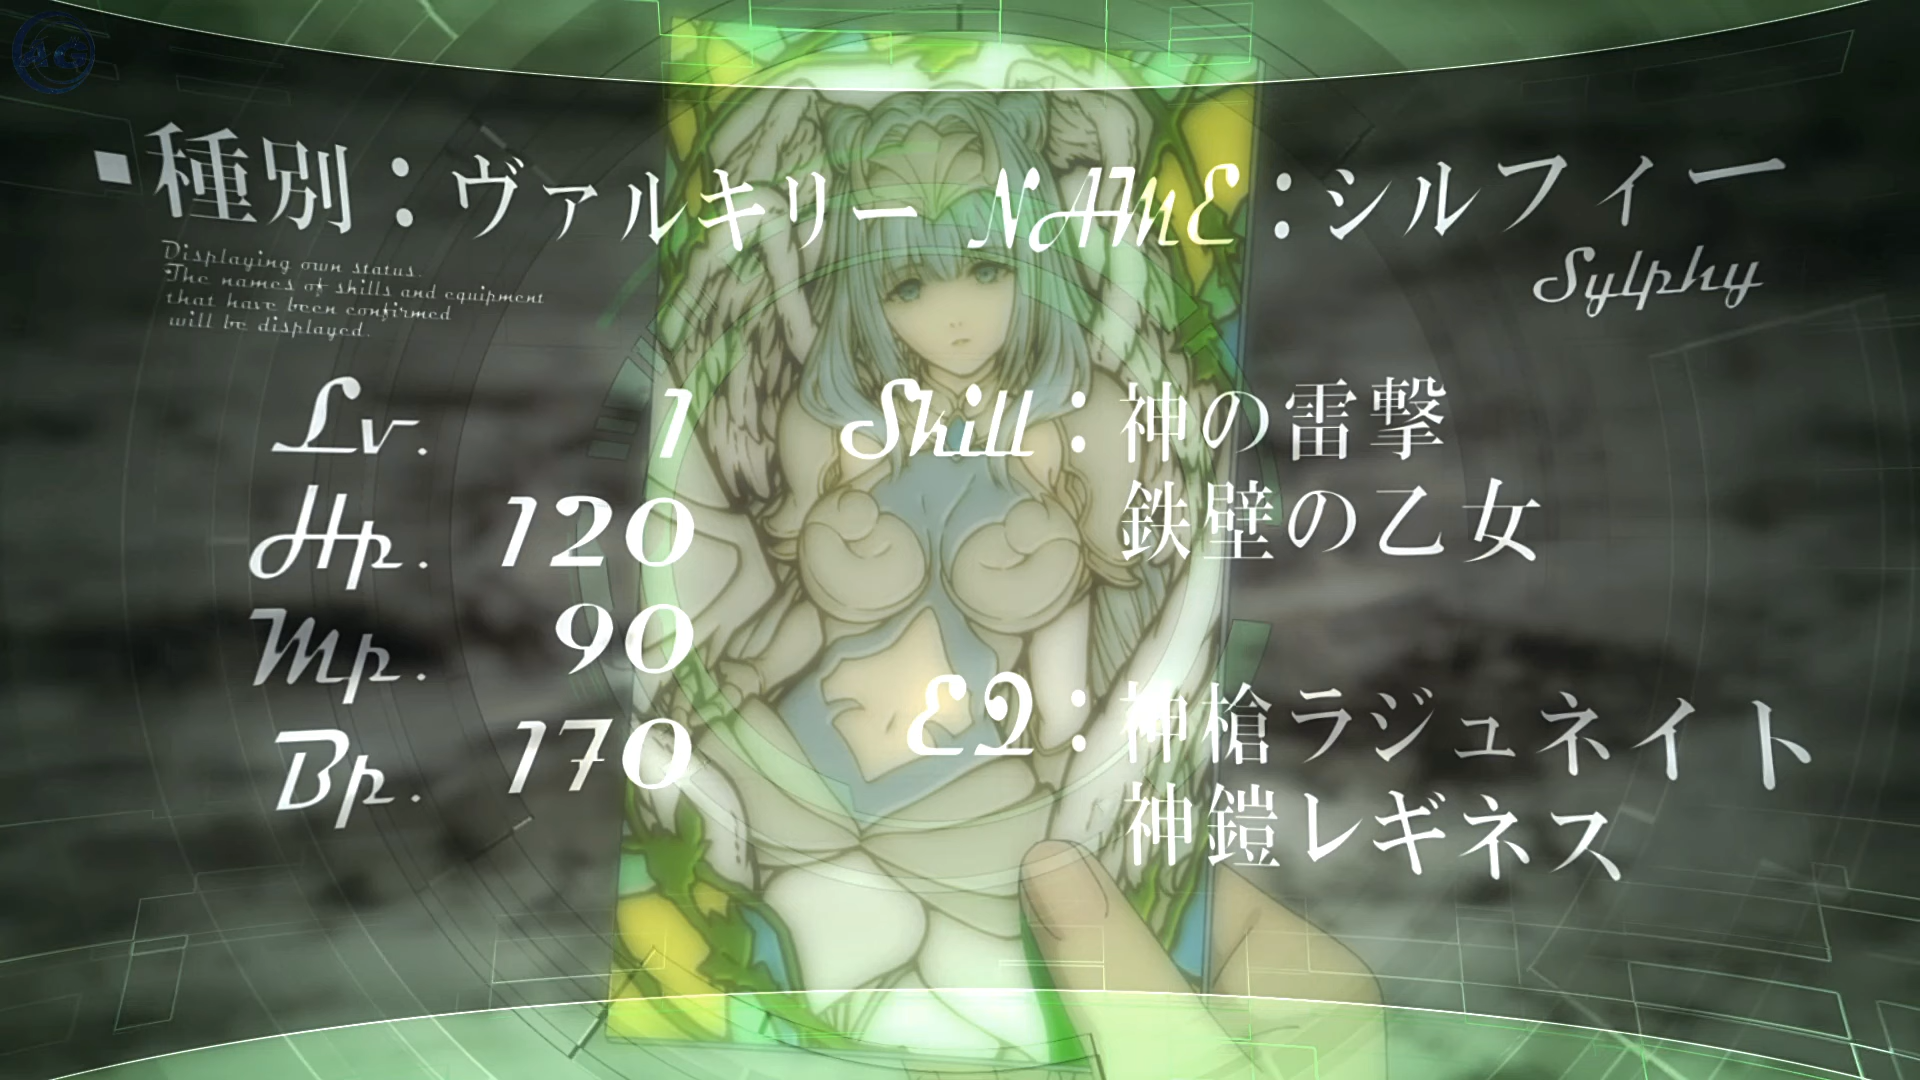 AG
▪種別：ヴァルキリー NAME：シルフィー
Sylphy
Displaying own status.
The names of skills and equipment
that have been confirmed
will be displayed.
Lv. 1
Hp. 120
Mp. 90
Bp. 170
Skill：神の雷撃
鉄壁の乙女
EQ：神槍ラジュネイト
神鎧レギネス